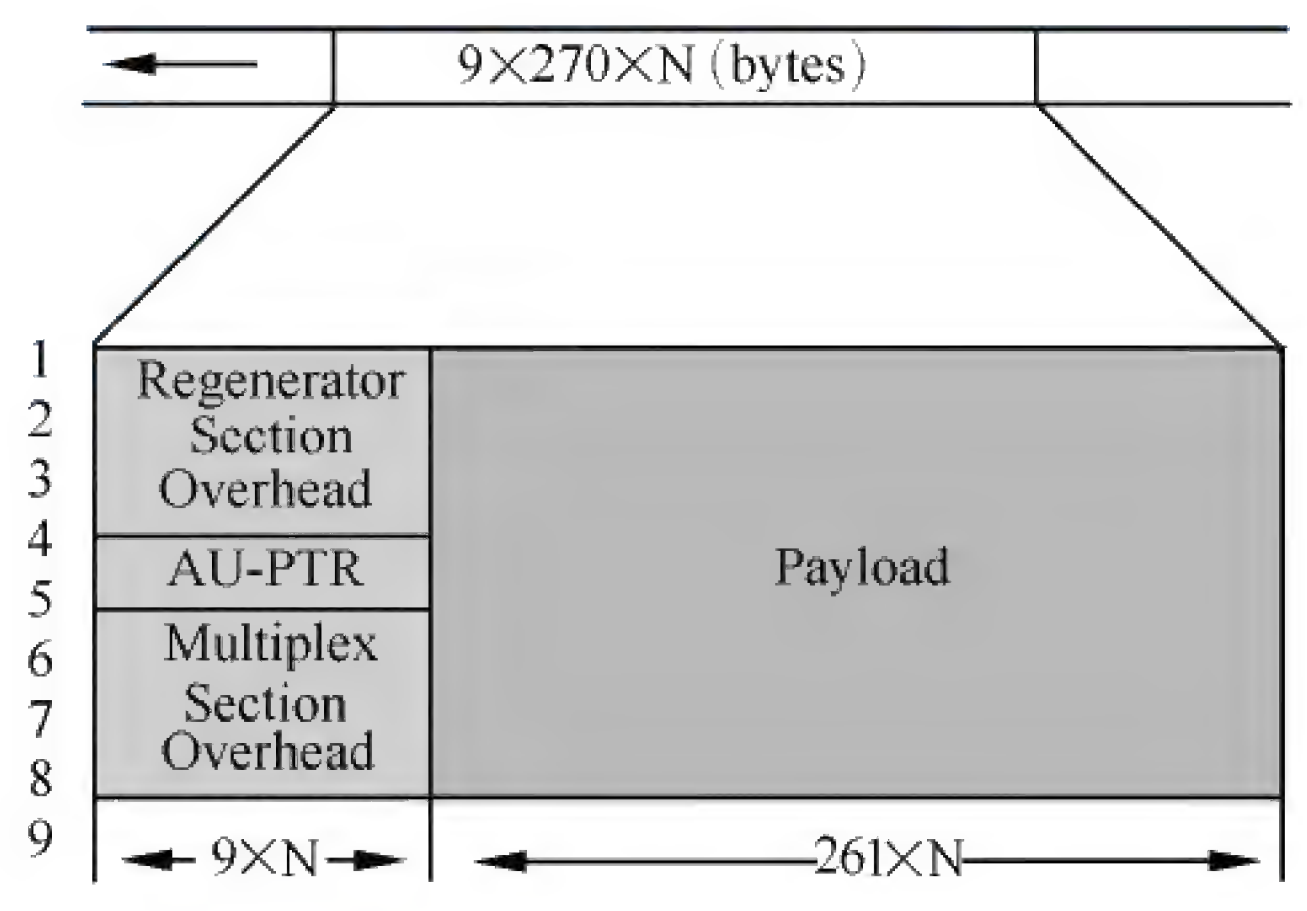 9×270×N (bytes)
1
2
3
4
5
6
7
8
9
Regenerator
Scction
Overhead
AU-PTR
Multiplex
Section
Overhead
Payload
9×N
261×N